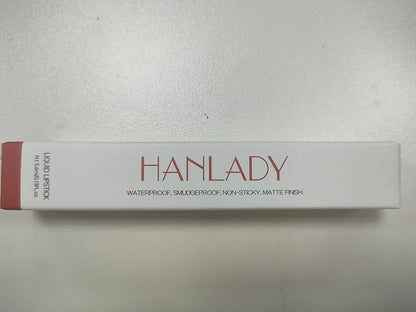 HANLADY
WATERPROOF, SMUDGEPROOF, NON-STICKY, MATTE FINISH.
LIQUID LIPSTICK